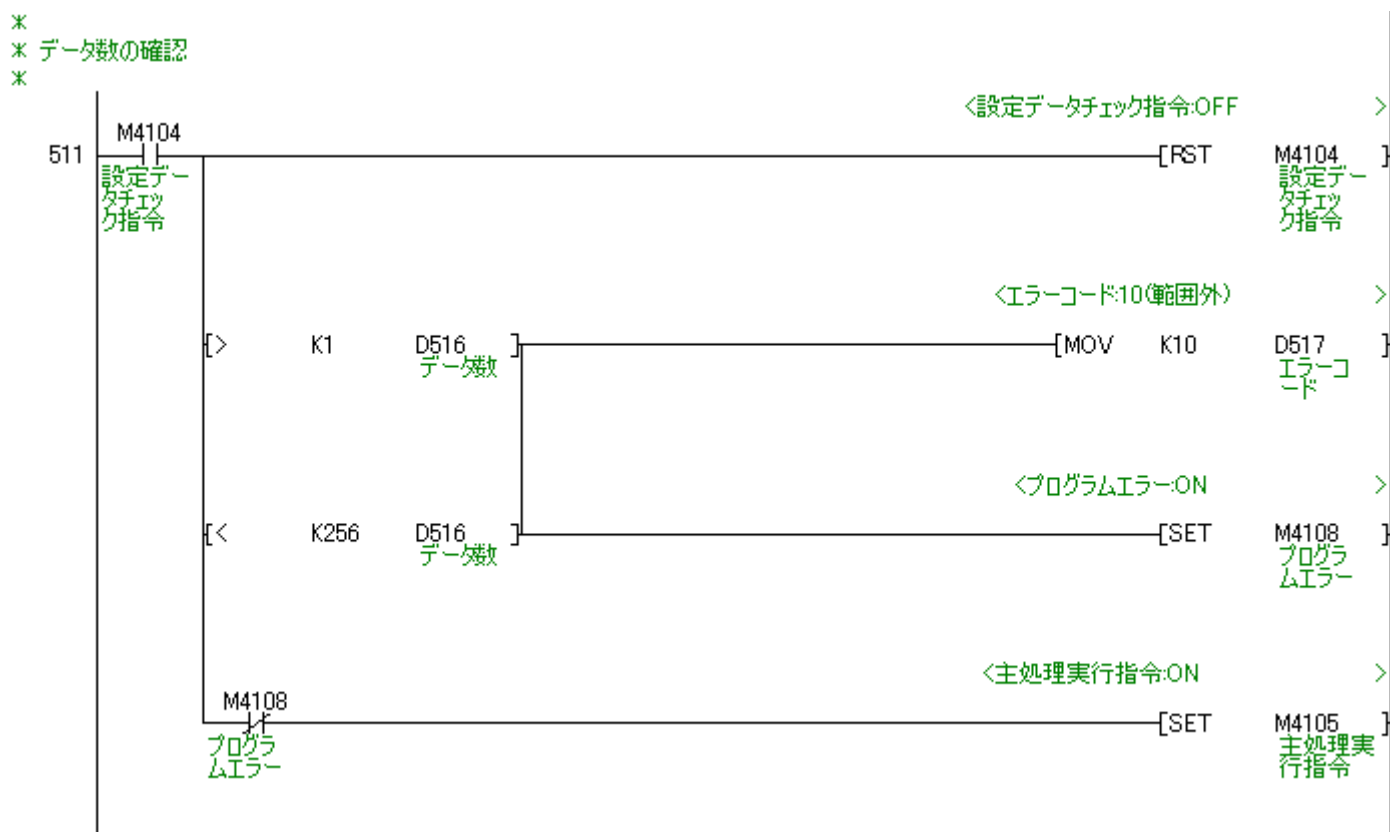 *
* データ数の確認
*
<設定データチェック指令:OFF >
M4104
511 [RST M4104 ]
設定デー
タチェッ
ク指令
設定デー
タチェッ
ク指令
<エラーコード:10(範囲外) >
[> K1 D516 ] [MOV K10 D517 ]
データ数
エラーコ
ード
<プログラムエラー:ON >
[< K256 D516 ] [SET M4108 ]
データ数
プログラ
ムエラー
<主処理実行指令:ON >
M4108
[SET M4105 ]
プログラ
ムエラー
主処理実
行指令